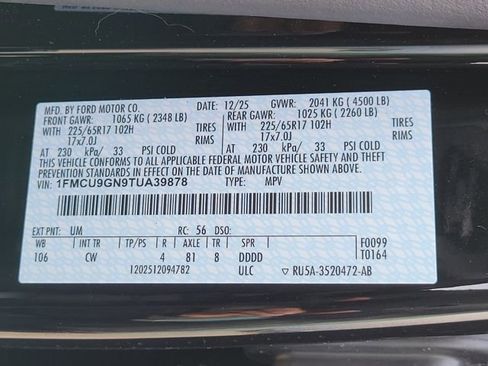 MFD. BY FORD MOTOR CO. DATE: 12/25 GVWR: 2041 KG ( 4500 LB)
FRONT GAWR: 1065 KG ( 2348 LB) REAR GAWR: 1025 KG ( 2260 LB)
WITH 225/65R17 102H TIRES WITH 225/65R17 102H TIRES
17x7.0J RIMS 17x7.0J RIMS
AT 230 kPa/ 33 PSI COLD AT 230 kPa/ 33 PSI COLD
THIS VEHICLE CONFORMS TO ALL APPLICABLE FEDERAL MOTOR VEHICLE SAFETY
STANDARDS IN EFFECT ON THE DATE OF MANUFACTURE SHOWN ABOVE.
VIN: 1FMCU9GN9TUA39878 TYPE: MPV
EXT PNT: UM RC: 56 DSO:
WB INT TR TP/PS R AXLE TR SPR F0099
106 CW 4 81 8 DDDD T0164
1202512094782 ULC RU5A-3520472-AB